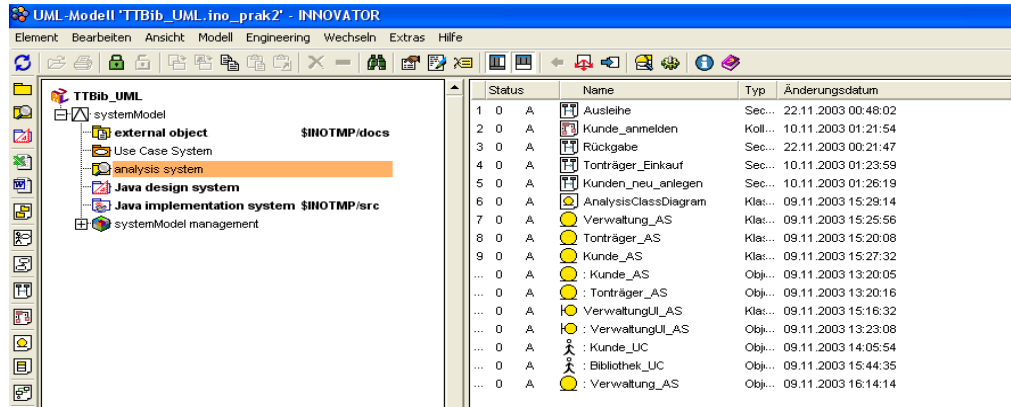 UML-Modell 'TTBib_UML.ino_prak2' - INNOVATOR
Element Bearbeiten Ansicht Modell Engineering Wechseln Extras Hilfe
TTBib_UML
systemModel
external object $INOTMP/docs
Use Case System
analysis system
Java design system
Java implementation system $INOTMP/src
systemModel management
Status Name Typ Änderungsdatum
1 0 A Ausleihe Sec... 22.11.2003 00:48:02
2 0 A Kunde_anmelden Koll... 10.11.2003 01:21:54
3 0 A Rückgabe Sec... 22.11.2003 00:21:47
4 0 A Tonträger_Einkauf Sec... 10.11.2003 01:23:59
5 0 A Kunden_neu_anlegen Sec... 10.11.2003 01:26:19
6 0 A AnalysisClassDiagram Klas... 09.11.2003 15:29:14
7 0 A Verwaltung_AS Klas... 09.11.2003 15:25:56
8 0 A Tonträger_AS Klas... 09.11.2003 15:20:08
9 0 A Kunde_AS Klas... 09.11.2003 15:27:32
... 0 A : Kunde_AS Obj... 09.11.2003 13:20:05
... 0 A : Tonträger_AS Obj... 09.11.2003 13:20:16
... 0 A VerwaltungUI_AS Klas... 09.11.2003 15:16:32
... 0 A : VerwaltungUI_AS Obj... 09.11.2003 13:23:08
... 0 A : Kunde_UC Obj... 09.11.2003 14:05:54
... 0 A : Bibliothek_UC Obj... 09.11.2003 15:44:35
... 0 A : Verwaltung_AS Obj... 09.11.2003 16:14:14